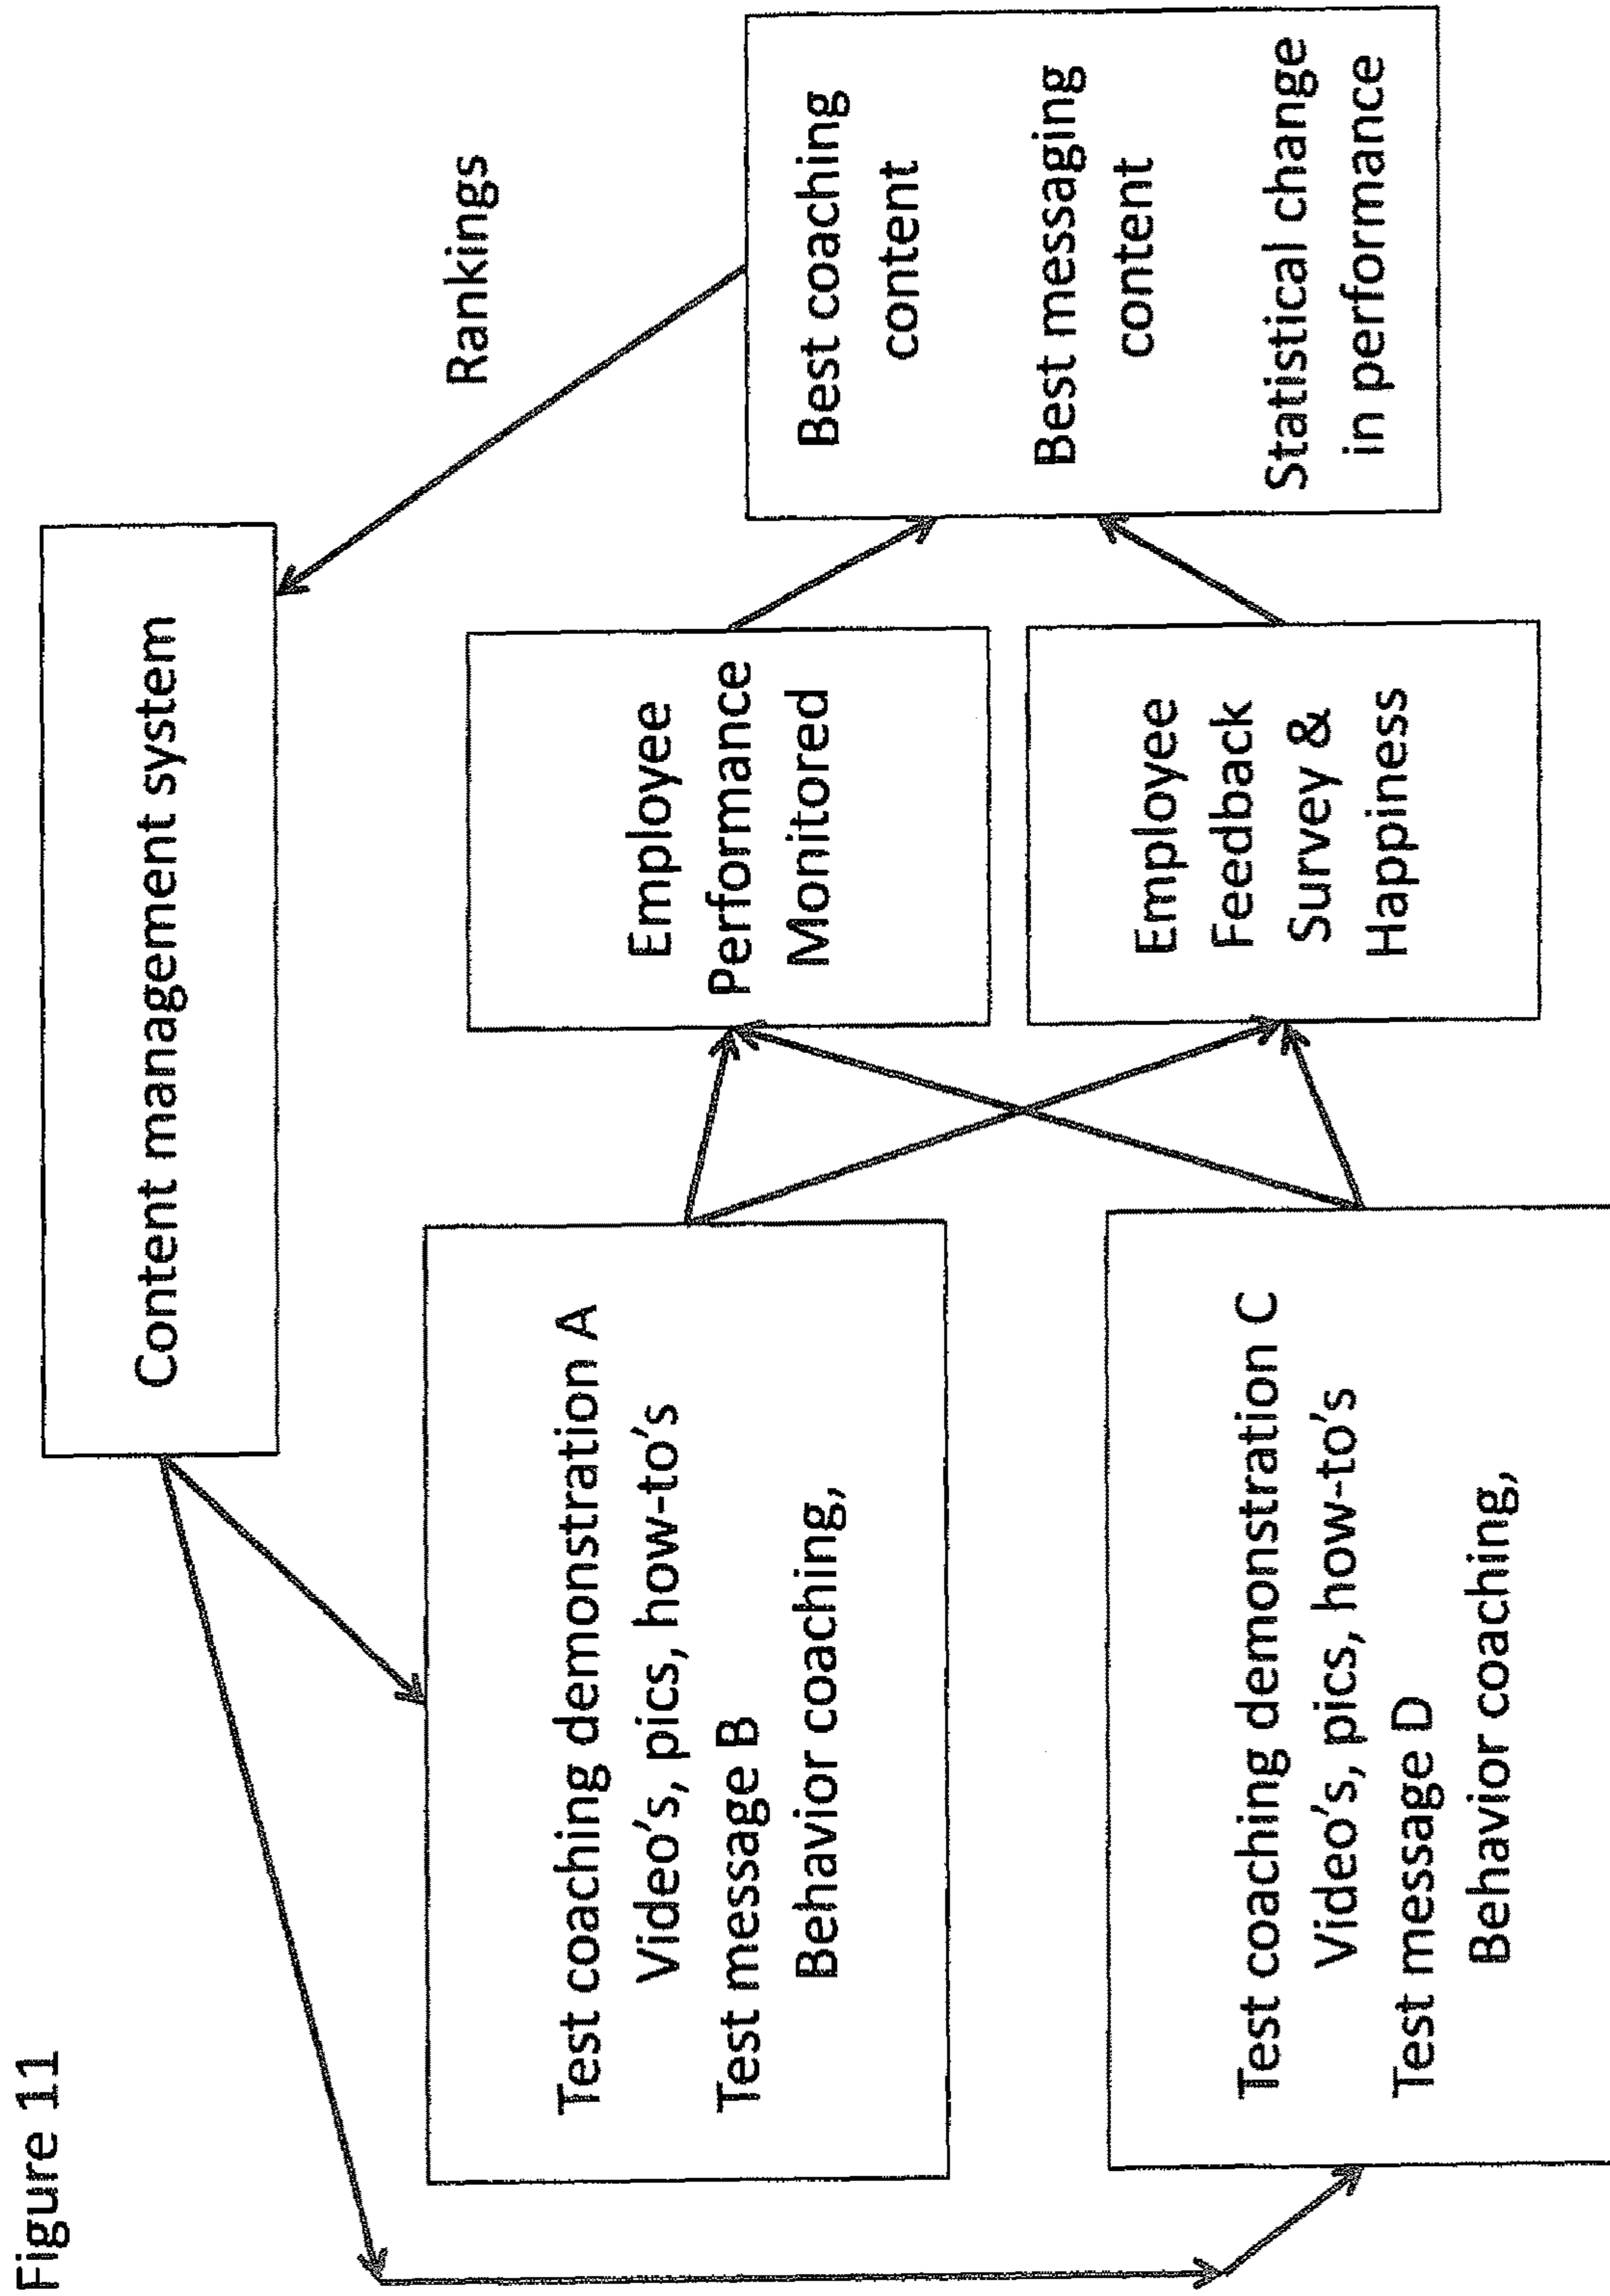 Figure 11
Content management system
Rankings
Test coaching demonstration A
Video's, pics, how-to's
Test message B
Behavior coaching,
Test coaching demonstration C
Video's, pics, how-to's
Test message D
Behavior coaching,
Employee
Performance
Monitored
Employee
Feedback
Survey &
Happiness
Best coaching
content
Best messaging
content
Statistical change
in performance